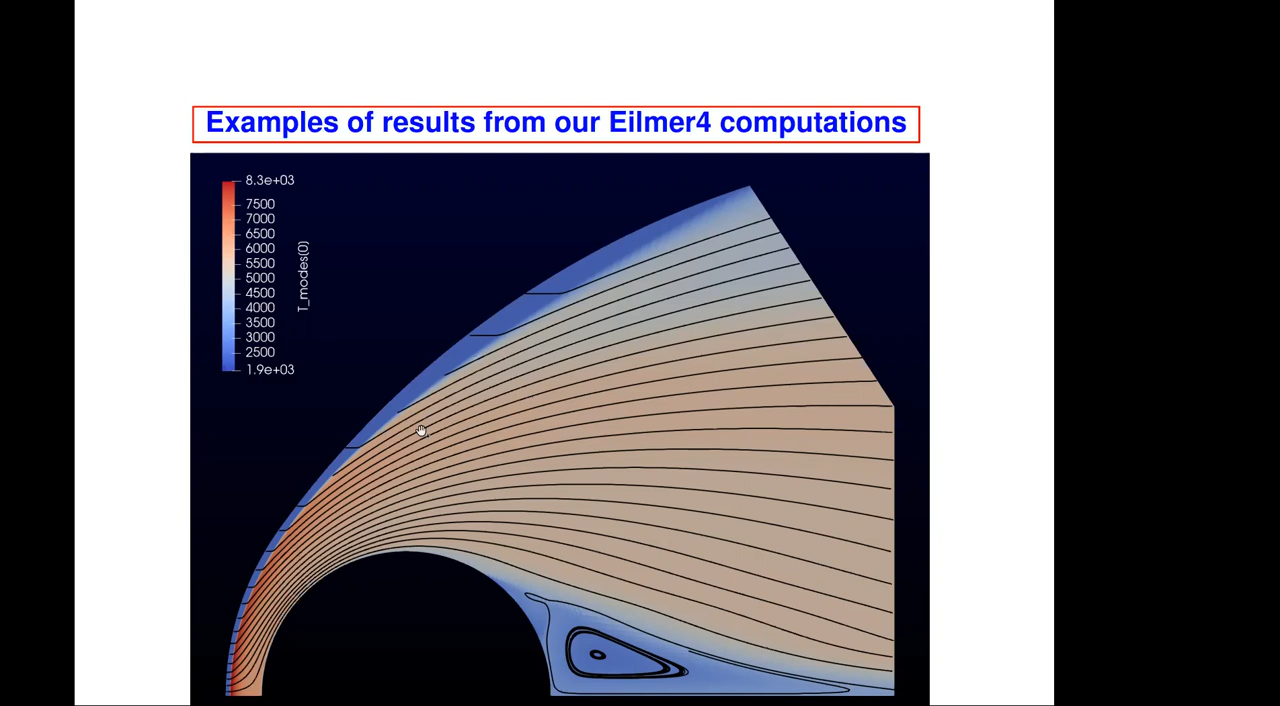 Examples of results from our Eilmer4 computations
8.3e+03
7500
7000
6500
6000
5500
5000
4500
4000
3500
3000
2500
1.9e+03
T_modes(0)